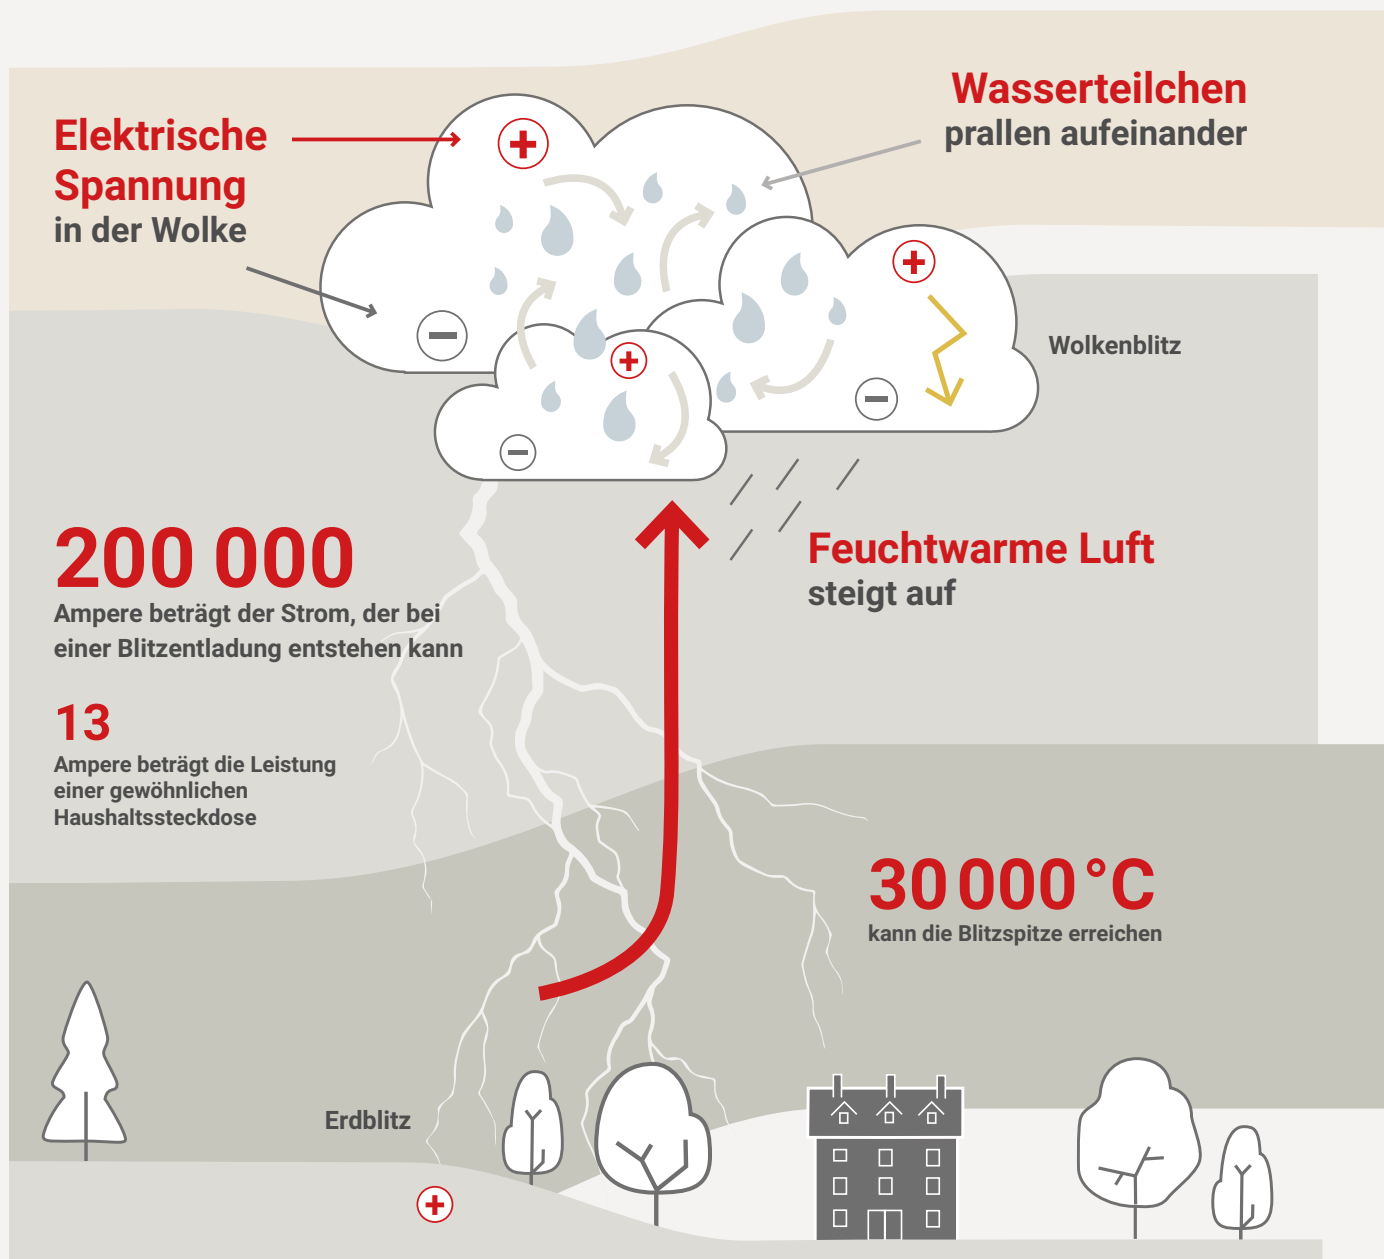 Elektrische
Spannung
in der Wolke
Wasserteilchen
prallen aufeinander
Wolkenblitz
200 000
Ampere beträgt der Strom, der bei
einer Blitzentladung entstehen kann
Feuchtwarme Luft
steigt auf
13
Ampere beträgt die Leistung
einer gewöhnlichen
Haushaltssteckdose
30 000 °C
kann die Blitzspitze erreichen
Erdblitz